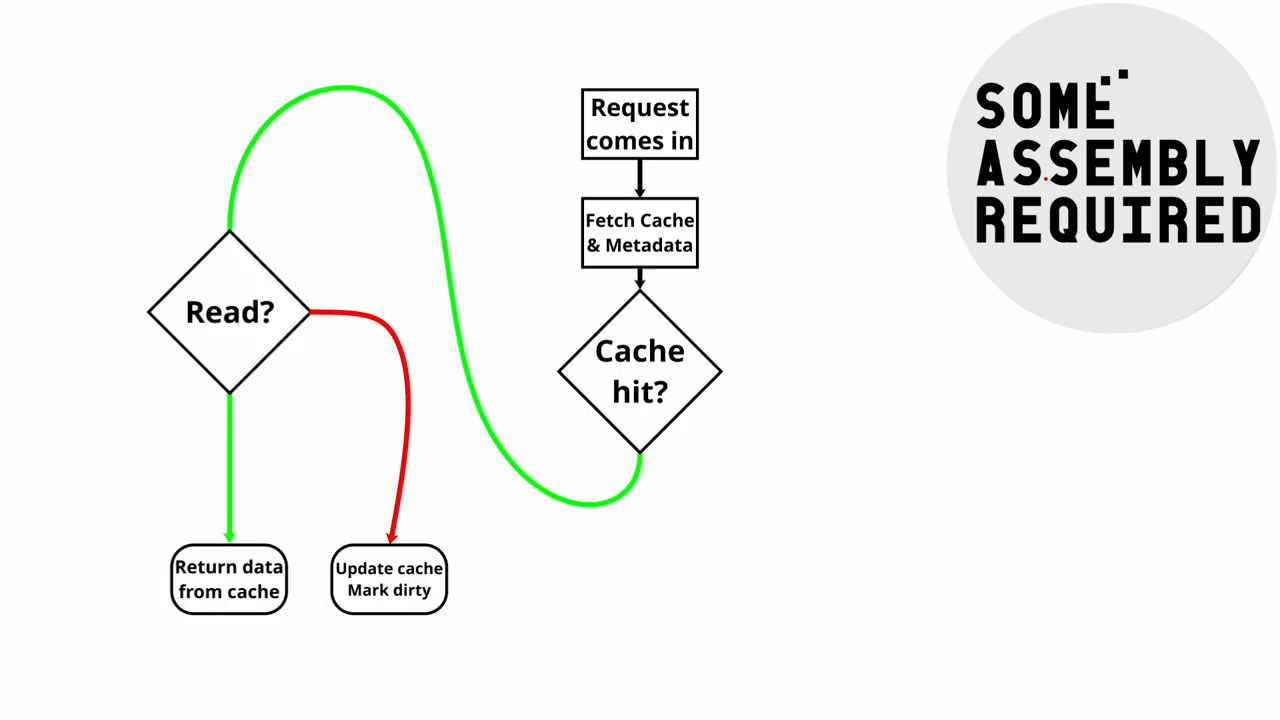 Request
comes in
Fetch Cache
& Metadata
Cache
hit?
Read?
Return data
from cache
Update cache
Mark dirty
SOME
ASSEMBLY
REQUIRED